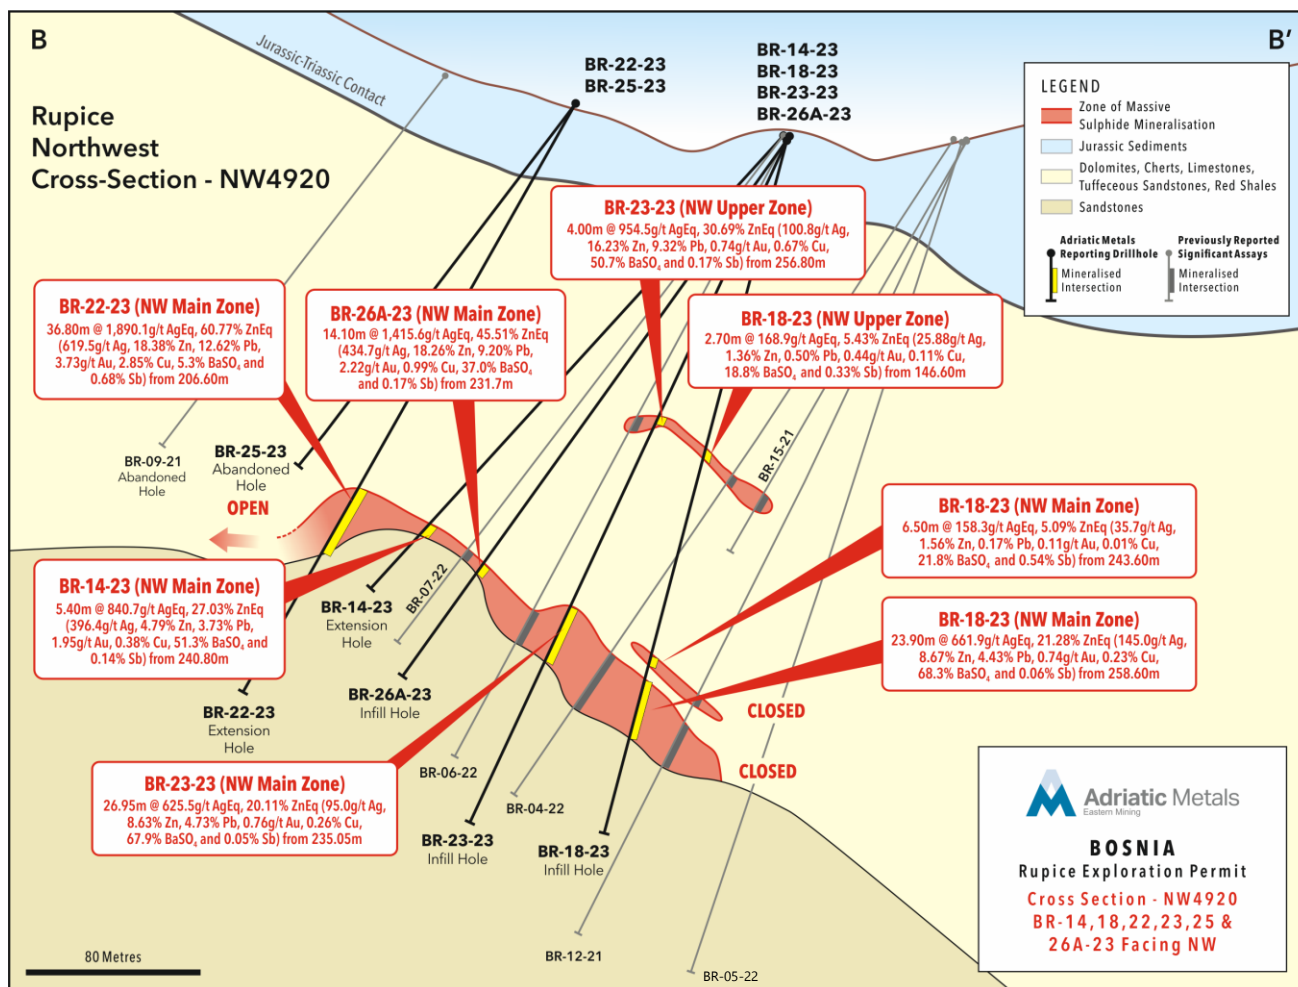 B
B'
Rupice
Northwest
Cross-Section - NW4920
Jurassic-Triassic Contact
BR-22-23
BR-25-23
BR-14-23
BR-18-23
BR-23-23
BR-26A-23
LEGEND
Zone of Massive
Sulphide Mineralisation
Jurassic Sediments
Dolomites, Cherts, Limestones,
Tuffeceous Sandstones, Red Shales
Sandstones
Adriatic Metals
Reporting Drillhole
Mineralised
Intersection
Previously Reported
Significant Assays
Mineralised
Intersection
BR-23-23 (NW Upper Zone)
4.00m @ 954.5g/t AgEq, 30.69% ZnEq (100.8g/t Ag,
16.23% Zn, 9.32% Pb, 0.74g/t Au, 0.67% Cu,
50.7% BaSO₄ and 0.17% Sb) from 256.80m
BR-22-23 (NW Main Zone)
36.80m @ 1,890.1g/t AgEq, 60.77% ZnEq
(619.5g/t Ag, 18.38% Zn, 12.62% Pb,
3.73g/t Au, 2.85% Cu, 5.3% BaSO₄ and
0.68% Sb) from 206.60m
BR-26A-23 (NW Main Zone)
14.10m @ 1,415.6g/t AgEq, 45.51% ZnEq
(434.7g/t Ag, 18.26% Zn, 9.20% Pb,
2.22g/t Au, 0.99% Cu, 37.0% BaSO₄
and 0.17% Sb) from 231.7m
BR-18-23 (NW Upper Zone)
2.70m @ 168.9g/t AgEq, 5.43% ZnEq (25.88g/t Ag,
1.36% Zn, 0.50% Pb, 0.44g/t Au, 0.11% Cu,
18.8% BaSO₄ and 0.33% Sb) from 146.60m
BR-09-21
Abandoned
Hole
BR-25-23
Abandoned
Hole
BR-15-21
OPEN
BR-18-23 (NW Main Zone)
6.50m @ 158.3g/t AgEq, 5.09% ZnEq (35.7g/t Ag,
1.56% Zn, 0.17% Pb, 0.11g/t Au, 0.01% Cu,
21.8% BaSO₄ and 0.54% Sb) from 243.60m
BR-14-23 (NW Main Zone)
5.40m @ 840.7g/t AgEq, 27.03% ZnEq
(396.4g/t Ag, 4.79% Zn, 3.73% Pb,
1.95g/t Au, 0.38% Cu, 51.3% BaSO₄ and
0.14% Sb) from 240.80m
BR-14-23
Extension
Hole
BR-07-22
BR-18-23 (NW Main Zone)
23.90m @ 661.9g/t AgEq, 21.28% ZnEq (145.0g/t Ag,
8.67% Zn, 4.43% Pb, 0.74g/t Au, 0.23% Cu,
68.3% BaSO₄ and 0.06% Sb) from 258.60m
BR-26A-23
Infill Hole
BR-22-23
Extension
Hole
CLOSED
CLOSED
BR-23-23 (NW Main Zone)
26.95m @ 625.5g/t AgEq, 20.11% ZnEq (95.0g/t Ag,
8.63% Zn, 4.73% Pb, 0.76g/t Au, 0.26% Cu,
67.9% BaSO₄ and 0.05% Sb) from 235.05m
BR-06-22
BR-04-22
BR-23-23
Infill Hole
BR-18-23
Infill Hole
BR-12-21
BR-05-22
80 Metres
Adriatic Metals
Eastern Mining
BOSNIA
Rupice Exploration Permit
Cross Section - NW4920
BR-14,18,22,23,25 &
26A-23 Facing NW